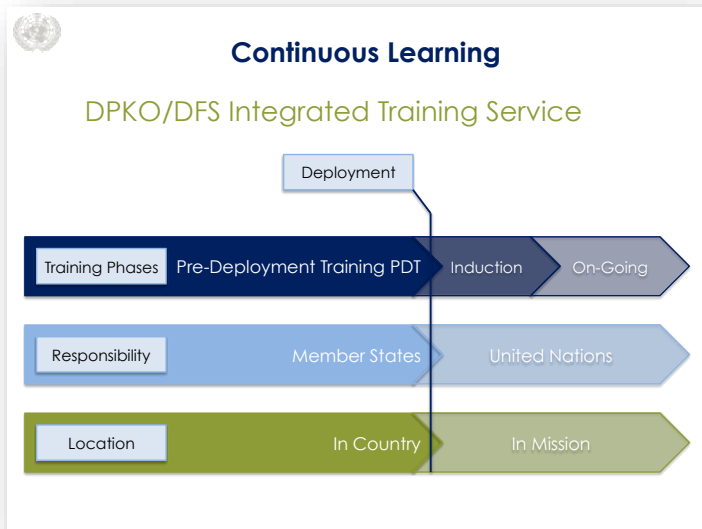 Continuous Learning
DPKO/DFS Integrated Training Service
Deployment
Training Phases Pre-Deployment Training PDT Induction On-Going
Responsibility Member States United Nations
Location In Country In Mission